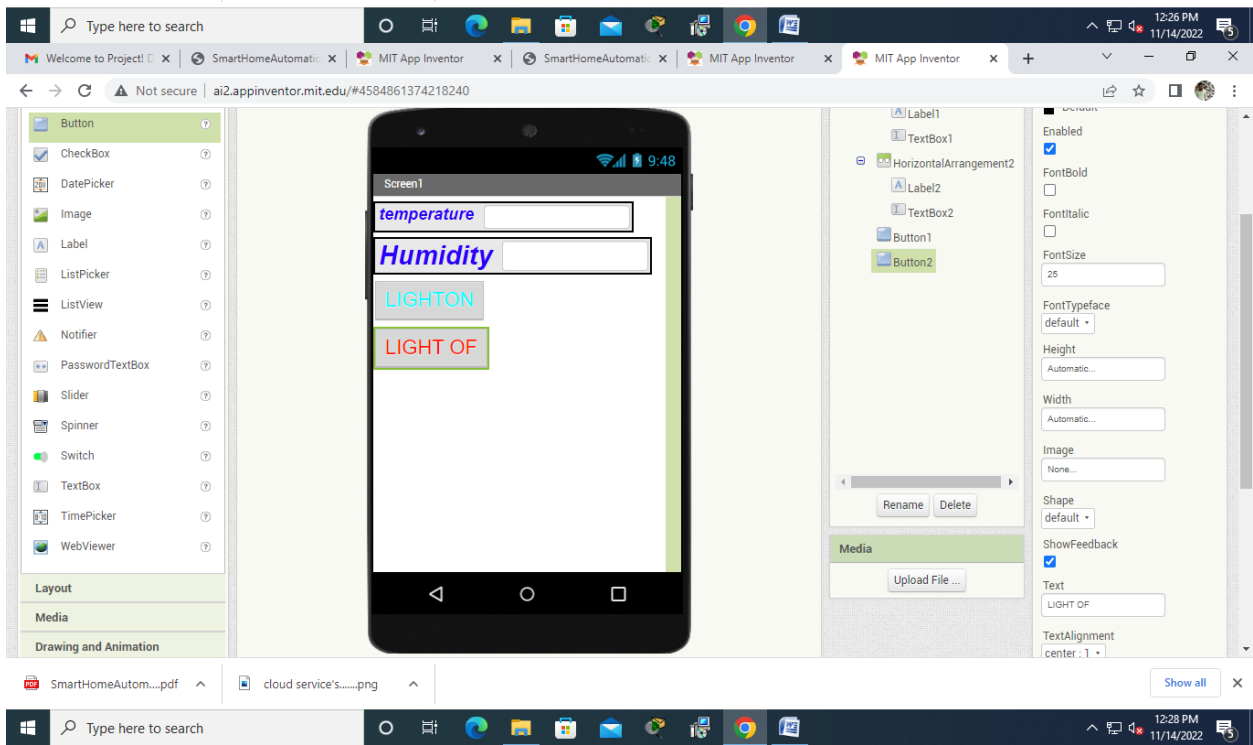 Type here to search
12:26 PM
11/14/2022
5
Welcome to Project! D
SmartHomeAutomatic
MIT App Inventor
SmartHomeAutomatic
MIT App Inventor
MIT App Inventor
Not secure | ai2.appinventor.mit.edu/#4584861374218240
Button
CheckBox
DatePicker
Image
Label
ListPicker
ListView
Notifier
PasswordTextBox
Slider
Spinner
Switch
TextBox
TimePicker
WebViewer
Layout
Media
Drawing and Animation
9:48
Screen1
temperature
Humidity
LIGHTON
LIGHT OF
Label1
TextBox1
HorizontalArrangement2
Label2
TextBox2
Button1
Button2
Rename Delete
Media
Upload File ...
Default
Enabled
FontBold
FontItalic
FontSize
25
FontTypeface
default
Height
Automatic...
Width
Automatic...
Image
None...
Shape
default
ShowFeedback
Text
LIGHT OF
TextAlignment
center : 1
SmartHomeAutom....pdf
cloud service's......png
Show all
Type here to search
12:28 PM
11/14/2022
5